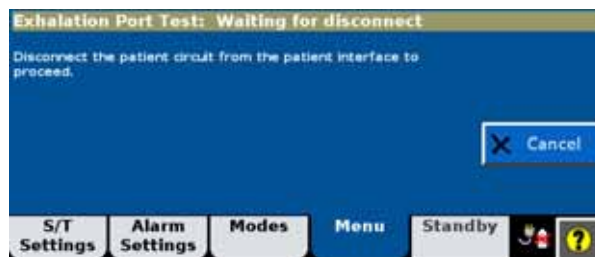 Exhalation Port Test: Waiting for disconnect
Disconnect the patient circuit from the patient interface to
proceed.
Cancel
S/T Settings
Alarm Settings
Modes
Menu
Standby
?